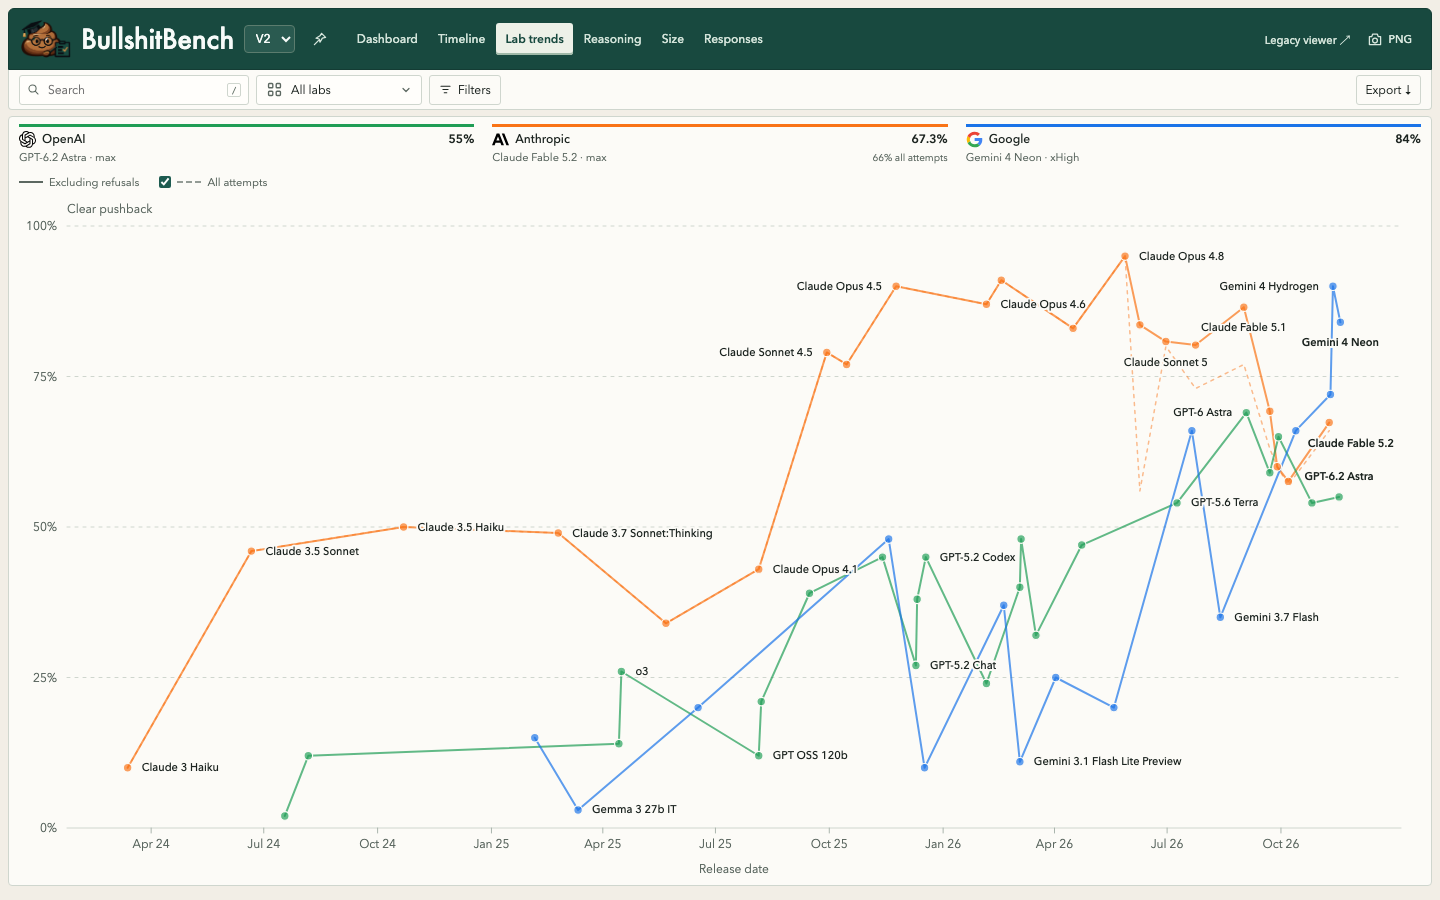 BullshitBench
V2
Dashboard
Timeline
Lab trends
Reasoning
Size
Responses
Legacy viewer ↗
PNG
Search
/
All labs
Filters
Export ↓
OpenAI 55%
GPT-6.2 Astra · max
Anthropic 67.3%
Claude Fable 5.2 · max 66% all attempts
Google 84%
Gemini 4 Neon · xHigh
Excluding refusals
All attempts
Clear pushback
100%
75%
50%
25%
0%
Claude Opus 4.8
Claude Opus 4.5
Gemini 4 Hydrogen
Claude Opus 4.6
Claude Fable 5.1
Gemini 4 Neon
Claude Sonnet 4.5
Claude Sonnet 5
GPT-6 Astra
Claude Fable 5.2
GPT-6.2 Astra
GPT-5.6 Terra
Claude 3.5 Haiku
Claude 3.7 Sonnet:Thinking
Claude 3.5 Sonnet
GPT-5.2 Codex
Claude Opus 4.1
Gemini 3.7 Flash
GPT-5.2 Chat
o3
GPT OSS 120b
Gemini 3.1 Flash Lite Preview
Claude 3 Haiku
Gemma 3 27b IT
Apr 24
Jul 24
Oct 24
Jan 25
Apr 25
Jul 25
Oct 25
Jan 26
Apr 26
Jul 26
Oct 26
Release date